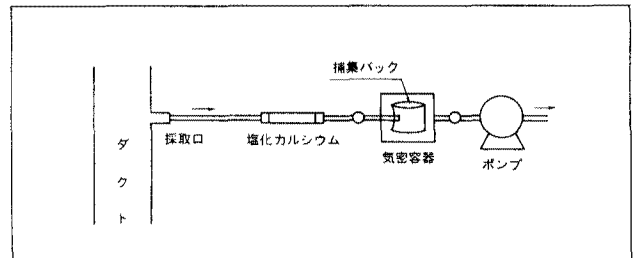 捕集バック
採取口
塩化カルシウム
気密容器
ポンプ
ダクト